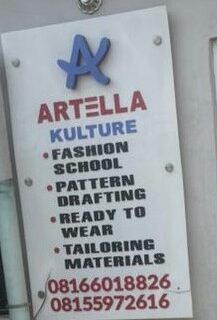 ARTELLA
KULTURE
• FASHION
SCHOOL
• PATTERN
DRAFTING
• READY TO
WEAR
• TAILORING
MATERIALS
08166018826
08155972616